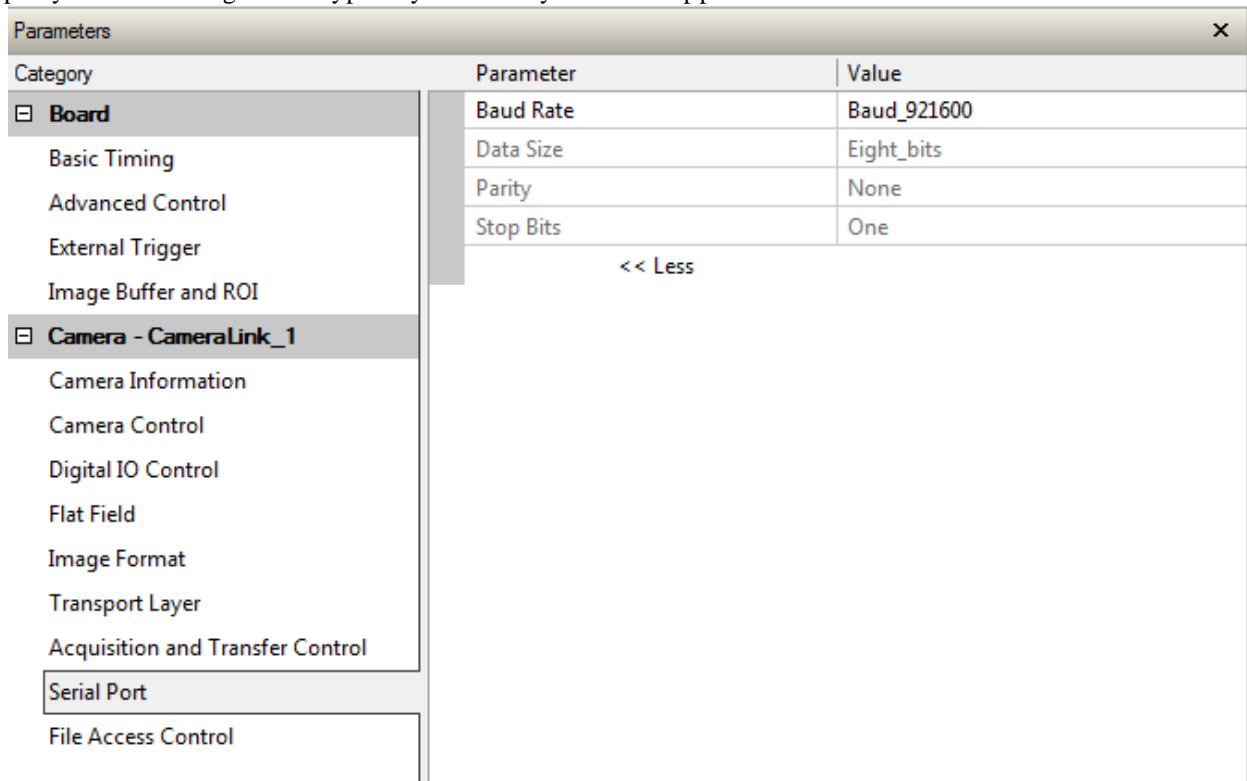 Parameters ×
Category Parameter Value
Board Baud Rate Baud_921600
Basic Timing Data Size Eight_bits
Advanced Control Parity None
External Trigger Stop Bits One
Image Buffer and ROI << Less
Camera - CameraLink_1
Camera Information
Camera Control
Digital IO Control
Flat Field
Image Format
Transport Layer
Acquisition and Transfer Control
Serial Port
File Access Control